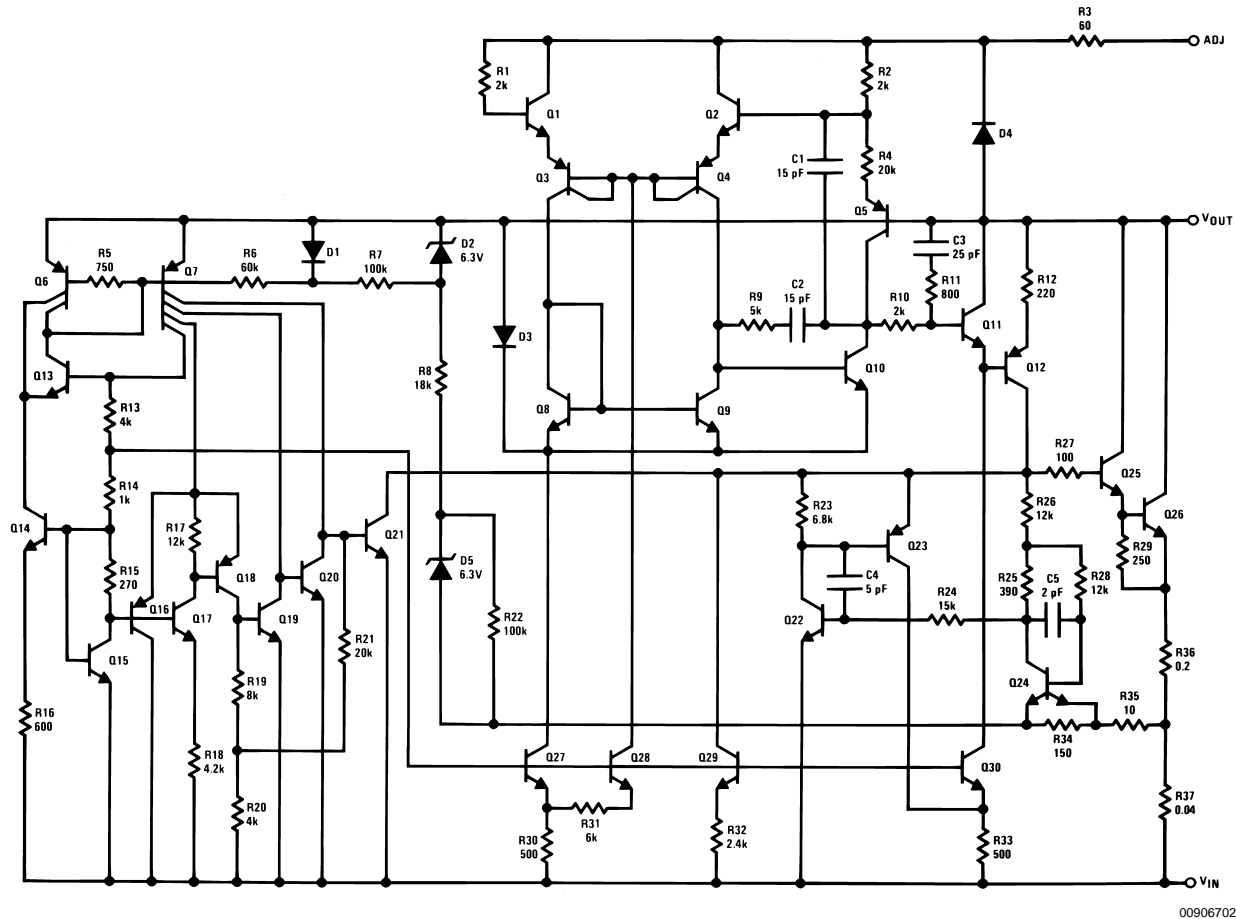 R3
60
ADJ
R1
2k
R2
2k
Q1
Q2
D4
C1
15 pF
R4
20k
Q3
Q4
Q5
VOUT
R5
750
Q7
R6
60k
D1
R7
100k
D2
6.3V
C3
25 pF
Q6
R12
220
R11
800
R9
5k
C2
15 pF
R10
2k
D3
Q11
Q13
R8
18k
Q10
Q12
R13
4k
Q8
Q9
R27
100
Q25
R14
1k
R23
6.8k
R26
12k
Q26
Q14
R17
12k
Q21
Q23
R29
250
R15
270
Q18
Q20
D5
6.3V
C4
5 pF
R25
390
C5
2 pF
R28
12k
R24
15k
Q16
Q17
Q19
R22
100k
Q22
R21
20k
Q15
R36
0.2
Q24
R19
8k
R35
10
R16
600
R34
150
R18
4.2k
Q27
Q28
Q29
Q30
R37
0.04
R20
4k
R31
6k
R30
500
R32
2.4k
R33
500
VIN
00906702